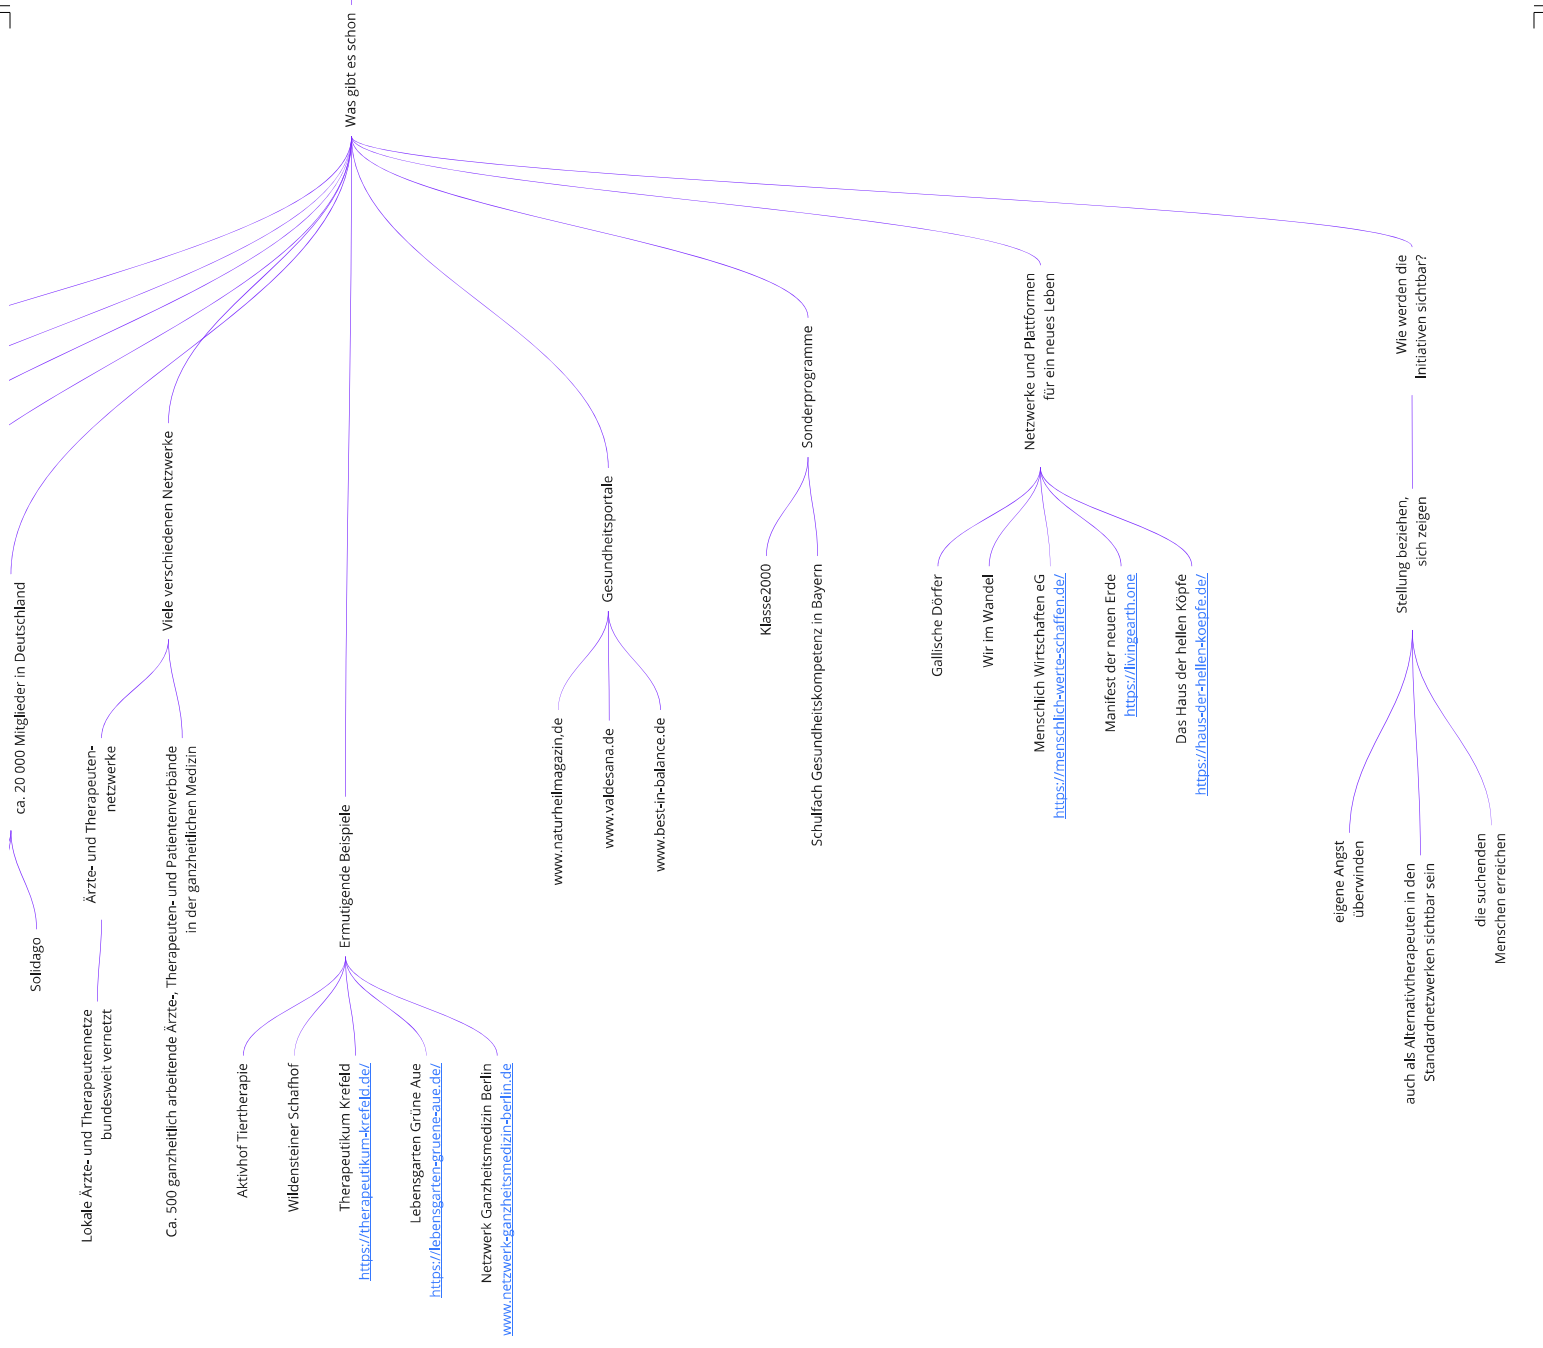 Was gibt es schon
ca. 20 000 Mitglieder in Deutschland
Solidago
Viele verschiedenen Netzwerke
Ärzte- und Therapeuten-
netzwerke
Lokale Ärzte- und Therapeutennetze
bundesweit vernetzt
Ca. 500 ganzheitlich arbeitende Ärzte-, Therapeuten- und Patientenverbände
in der ganzheitlichen Medizin
Ermutigende Beispiele
Aktivhof Tiertherapie
Wildensteiner Schafhof
Therapeutikum Krefeld
https://therapeutikum-krefeld.de/
Lebensgarten Grüne Aue
https://lebensgarten-gruene-aue.de/
Netzwerk Ganzheitsmedizin Berlin
www.netzwerk-ganzheitsmedizin-berlin.de
Gesundheitsportale
www.naturheilmagazin,de
www.valdesana.de
www.best-in-balance.de
Sonderprogramme
Klasse2000
Schulfach Gesundheitskompetenz in Bayern
Netzwerke und Plattformen
für ein neues Leben
Gallische Dörfer
Wir im Wandel
Menschlich Wirtschaften eG
https://menschlich-werte-schaffen.de/
Manifest der neuen Erde
https://livingearth.one
Das Haus der hellen Köpfe
https://haus-der-hellen-koepfe.de/
Wie werden die
Initiativen sichtbar?
Stellung beziehen,
sich zeigen
eigene Angst
überwinden
auch als Alternativtherapeuten in den
Standardnetzwerken sichtbar sein
die suchenden
Menschen erreichen